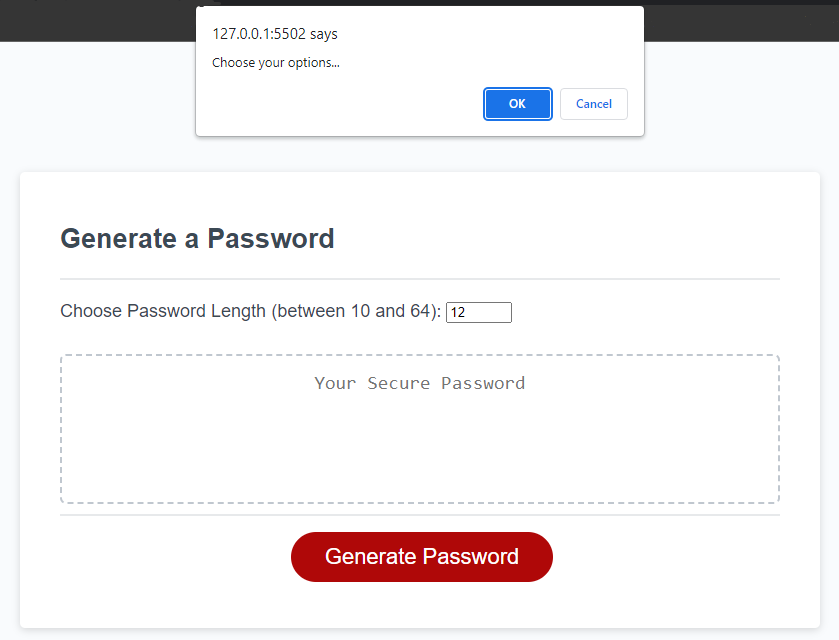 127.0.0.1:5502 says
Choose your options...
OK Cancel
Generate a Password
Choose Password Length (between 10 and 64): 12
Your Secure Password
Generate Password